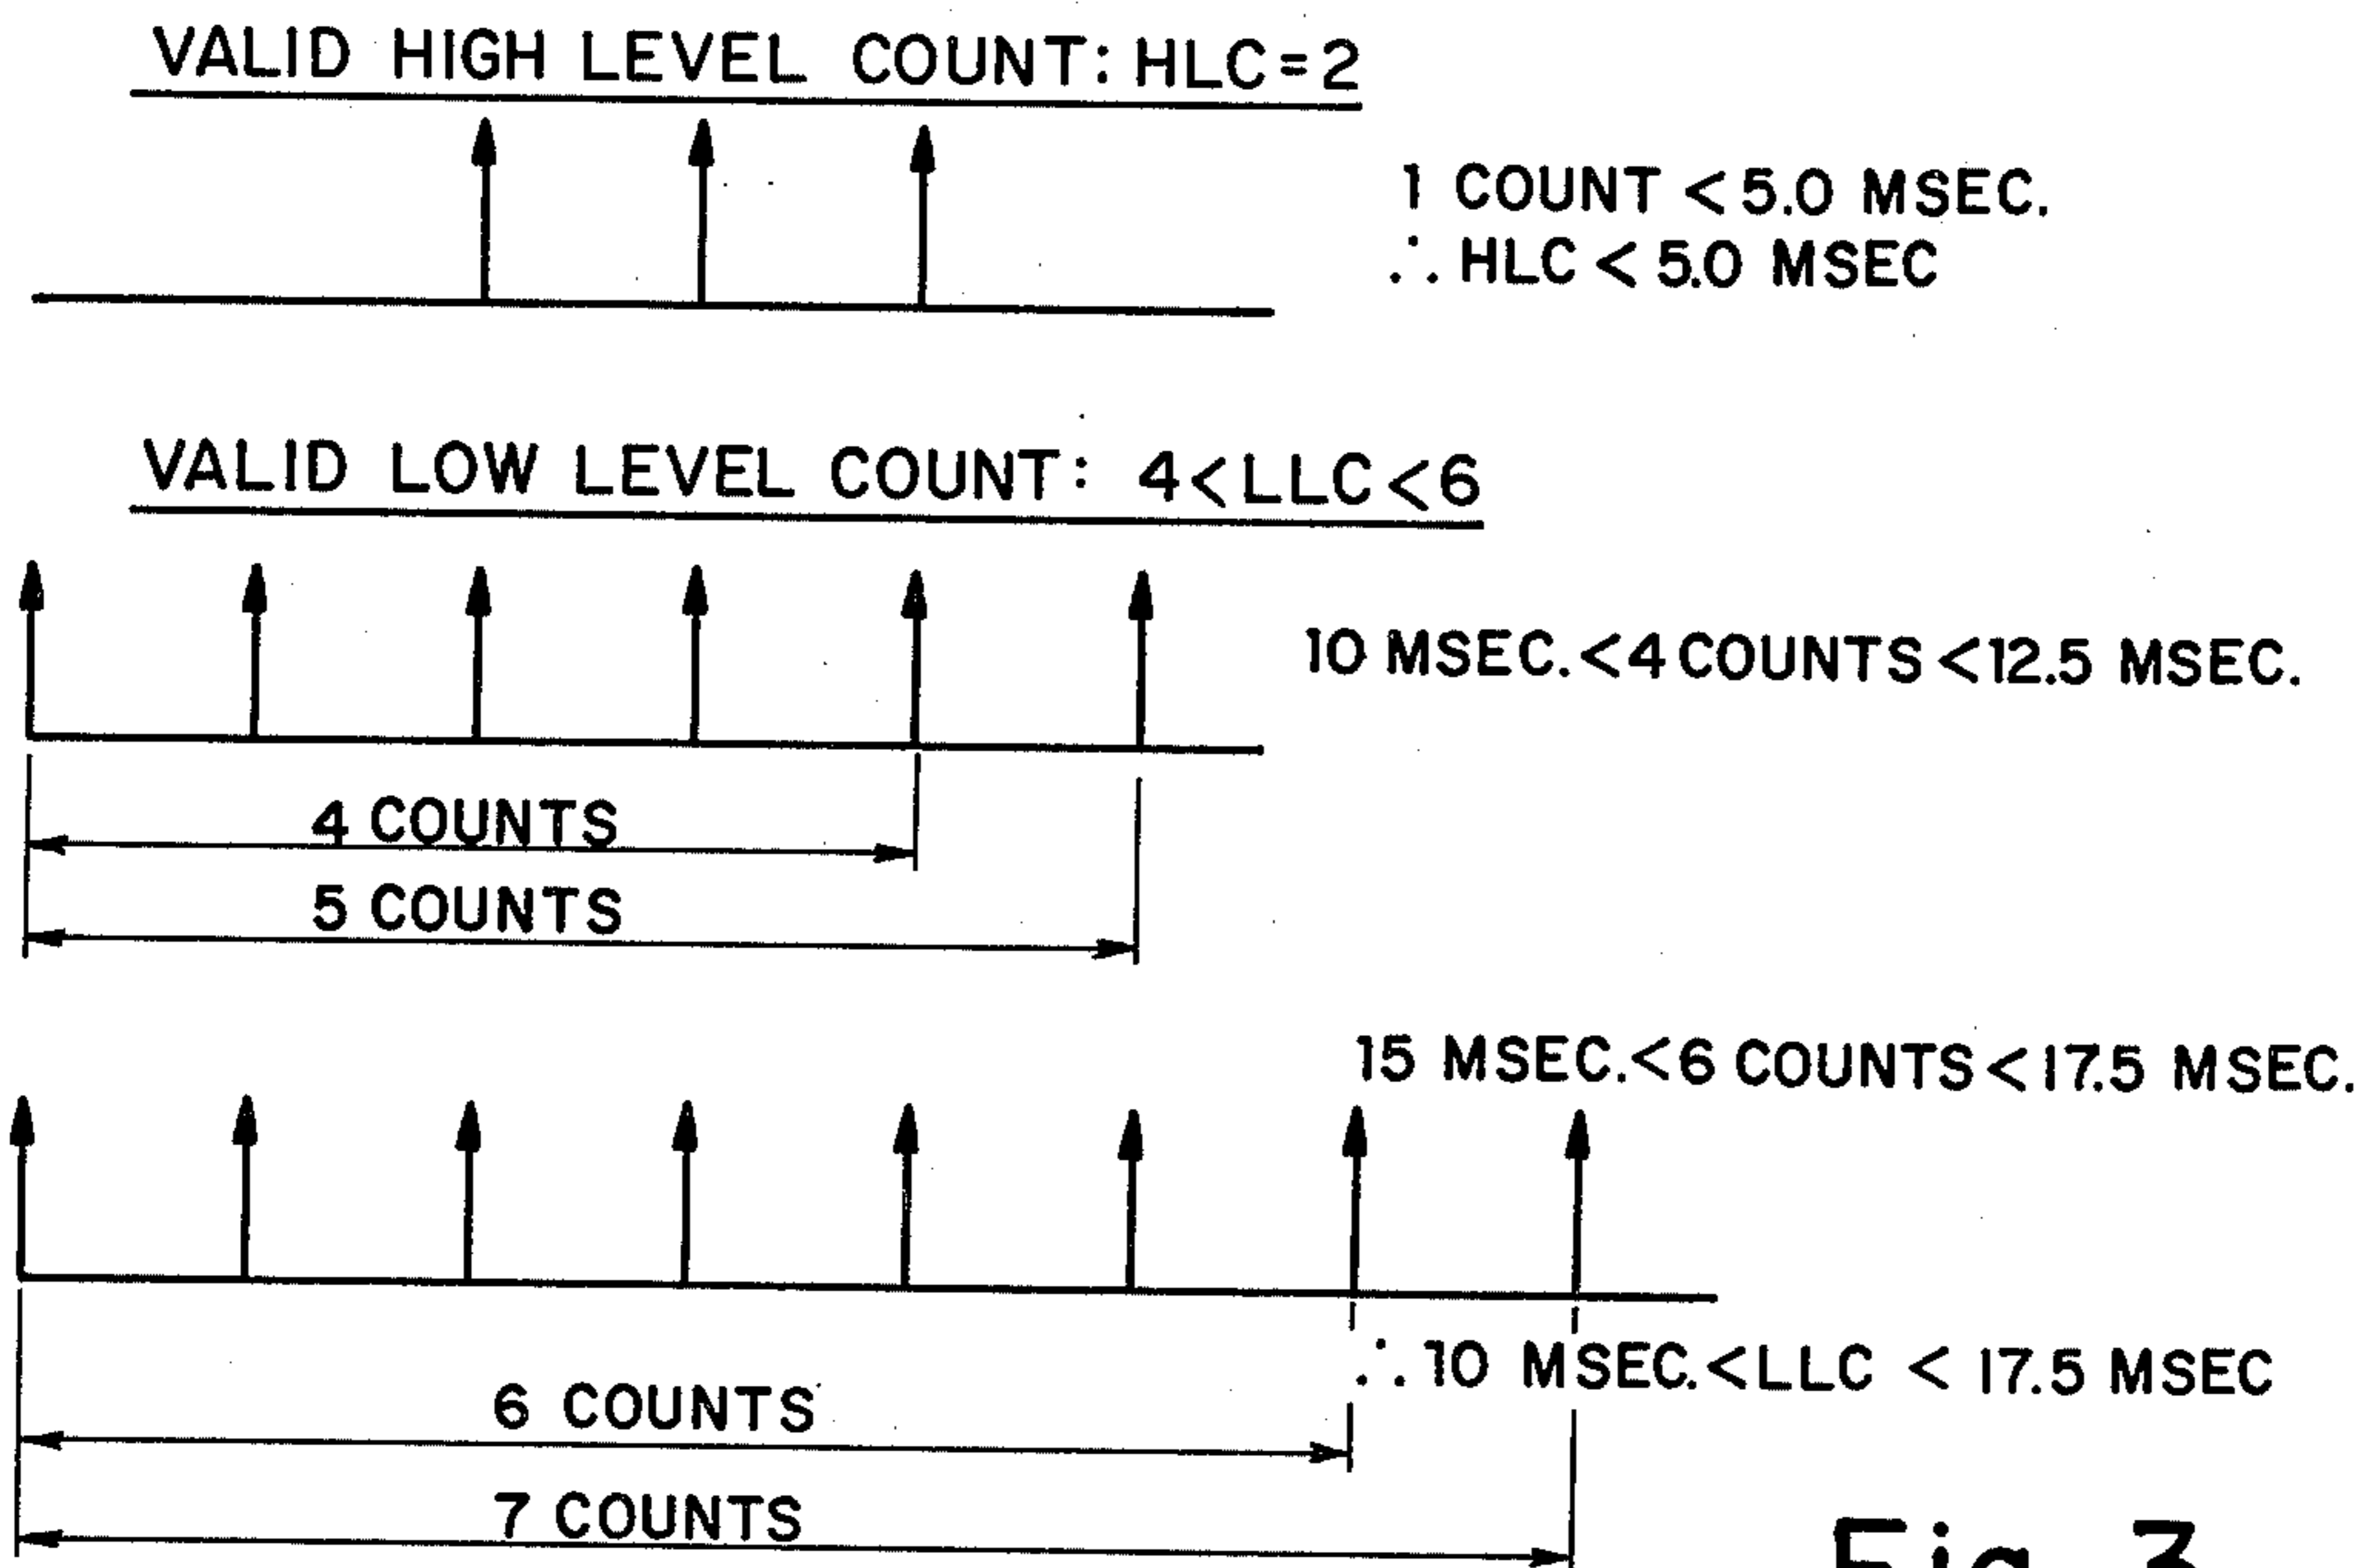 VALID HIGH LEVEL COUNT: HLC=2
1 COUNT < 5.0 MSEC.
∴ HLC < 5.0 MSEC
VALID LOW LEVEL COUNT: 4<LLC<6
10 MSEC.<4 COUNTS<12.5 MSEC.
4 COUNTS
5 COUNTS
15 MSEC.<6 COUNTS<17.5 MSEC.
∴ 10 MSEC.<LLC < 17.5 MSEC
6 COUNTS
7 COUNTS
Fig. 3